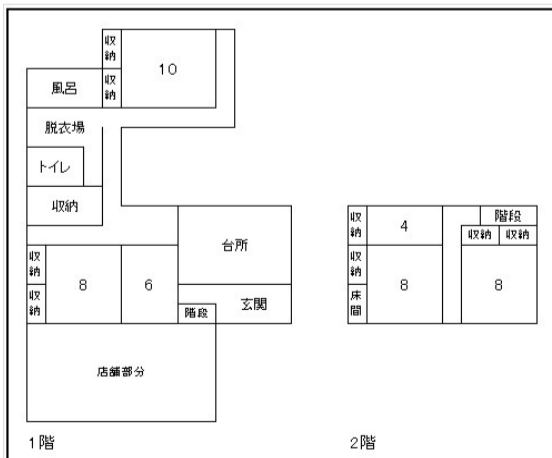 収納
10
収納
風呂
脱衣場
トイレ
収納
台所
収納
8
6
収納
玄関
階段
店舗部分
1階
収納
4
階段
収納
収納
収納
8
8
床間
2階